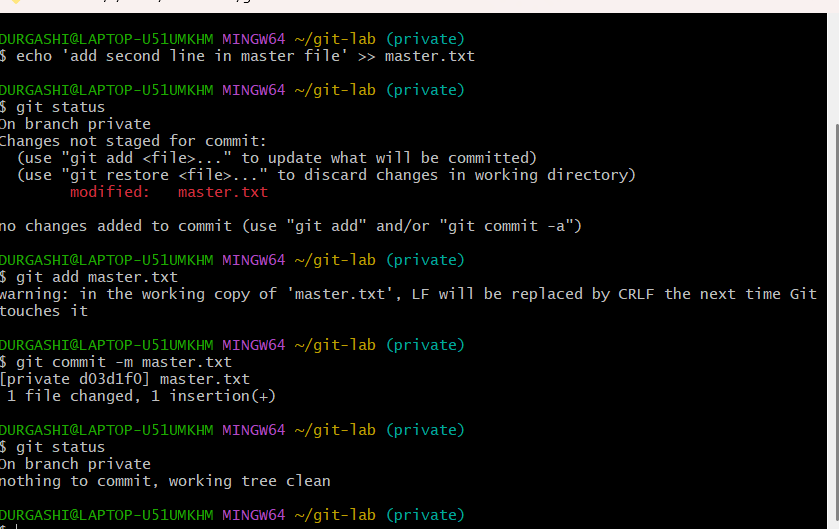 DURGASHI@LAPTOP-U51UMKHM MINGW64 ~/git-lab (private)
$ echo 'add second line in master file' >> master.txt
DURGASHI@LAPTOP-U51UMKHM MINGW64 ~/git-lab (private)
$ git status
On branch private
Changes not staged for commit:
  (use "git add <file>..." to update what will be committed)
  (use "git restore <file>..." to discard changes in working directory)
        modified:   master.txt
no changes added to commit (use "git add" and/or "git commit -a")
DURGASHI@LAPTOP-U51UMKHM MINGW64 ~/git-lab (private)
$ git add master.txt
warning: in the working copy of 'master.txt', LF will be replaced by CRLF the next time Git
touches it
DURGASHI@LAPTOP-U51UMKHM MINGW64 ~/git-lab (private)
$ git commit -m master.txt
[private d03d1f0] master.txt
 1 file changed, 1 insertion(+)
DURGASHI@LAPTOP-U51UMKHM MINGW64 ~/git-lab (private)
$ git status
On branch private
nothing to commit, working tree clean
DURGASHI@LAPTOP-U51UMKHM MINGW64 ~/git-lab (private)
$